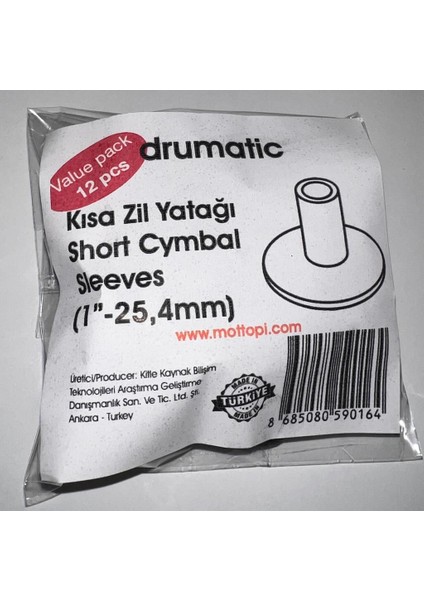 Value pack
12 pcs
drumatic
Kısa Zil Yatağı
Short Cymbal
Sleeves
(1"-25,4mm)
www.mottopi.com
Üretici/Producer: Kitle Kaynak Bilişim
Teknolojileri Araştırma Geliştirme
Danışmanlık San. Ve Tic. Ltd. Şti.
Ankara - Turkey
MADE IN
TÜRKİYE
MADE IN
8 685080 590164